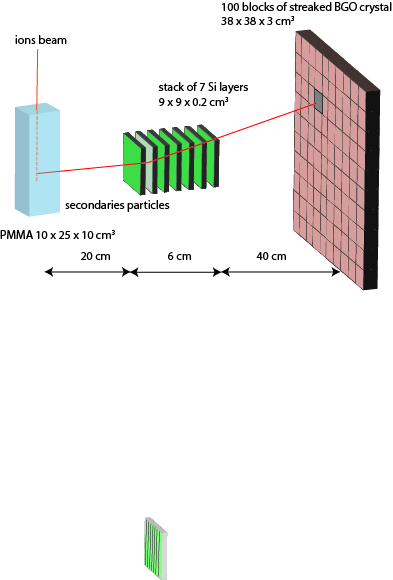 100 blocks of streaked BGO crystal
38 x 38 x 3 cm³
ions beam
stack of 7 Si layers
9 x 9 x 0.2 cm³
secondaries particles
PMMA 10 x 25 x 10 cm³
20 cm
6 cm
40 cm